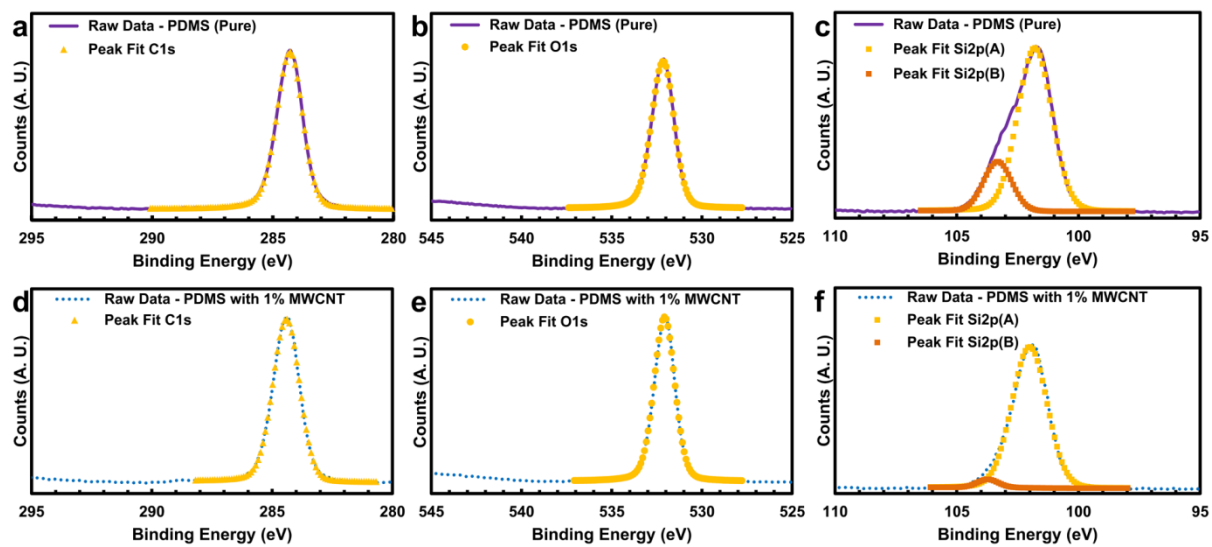 a
Raw Data - PDMS (Pure)
Peak Fit C1s
Counts (A. U.)
295 290 285 280
Binding Energy (eV)
b
Raw Data - PDMS (Pure)
Peak Fit O1s
Counts (A. U.)
545 540 535 530 525
Binding Energy (eV)
c
Raw Data - PDMS (Pure)
Peak Fit Si2p(A)
Peak Fit Si2p(B)
Counts (A. U.)
110 105 100 95
Binding Energy (eV)
d
Raw Data - PDMS with 1% MWCNT
Peak Fit C1s
Counts (A. U.)
295 290 285 280
Binding Energy (eV)
e
Raw Data - PDMS with 1% MWCNT
Peak Fit O1s
Counts (A. U.)
545 540 535 530 525
Binding Energy (eV)
f
Raw Data - PDMS with 1% MWCNT
Peak Fit Si2p(A)
Peak Fit Si2p(B)
Counts (A. U.)
110 105 100 95
Binding Energy (eV)